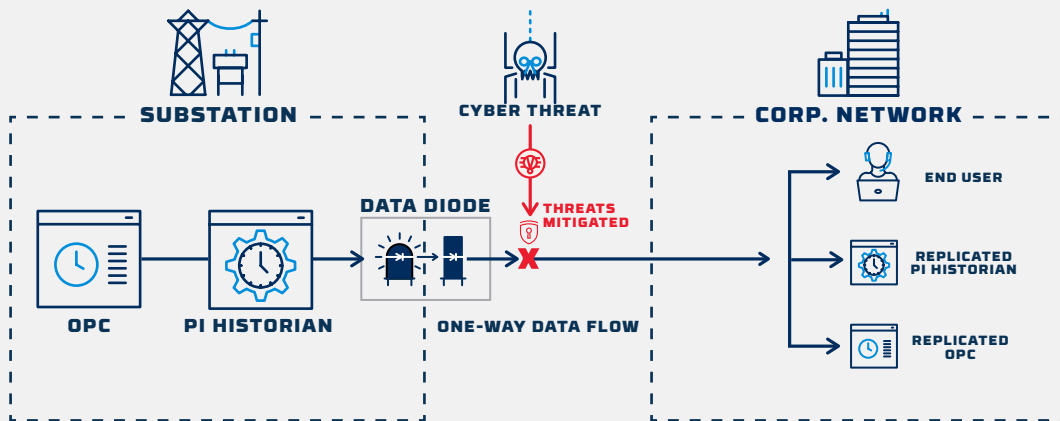 SUBSTATION
CYBER THREAT
CORP. NETWORK
DATA DIODE
THREATS
MITIGATED
END USER
REPLICATED
PI HISTORIAN
OPC
PI HISTORIAN
ONE-WAY DATA FLOW
REPLICATED
OPC